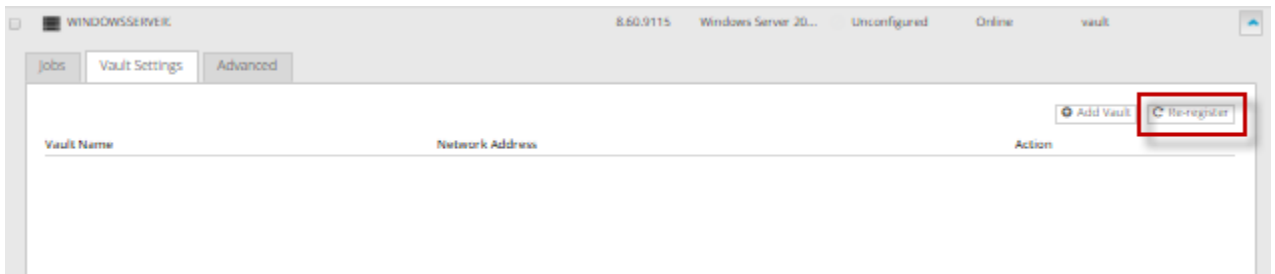 WINDOWSSERVER 8.60.9115 Windows Server 20... Unconfigured Online vault
Jobs Vault Settings Advanced
Add Vault Re-register
Vault Name Network Address Action